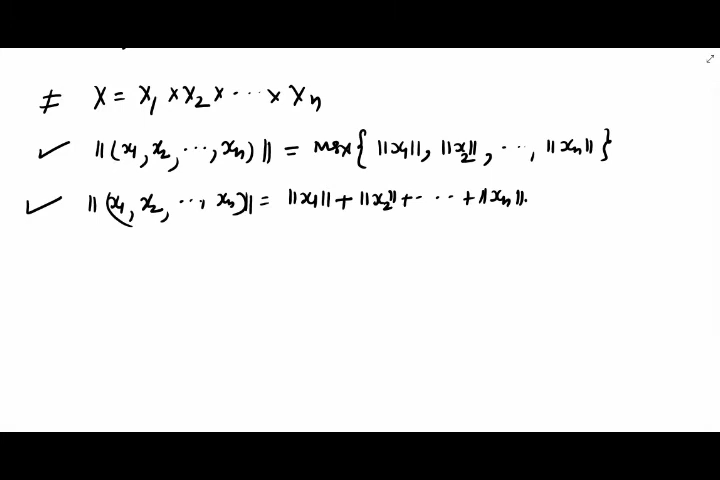 ≠ X = X₁ × X₂ × ··· × Xₙ
✓ ||(x₁, x₂, ···, xₙ)|| = max{ ||x₁||, ||x₂||, ···, ||xₙ|| }
✓ ||(x₁, x₂, ···, xₙ)|| = ||x₁|| + ||x₂|| + ··· + ||xₙ||.